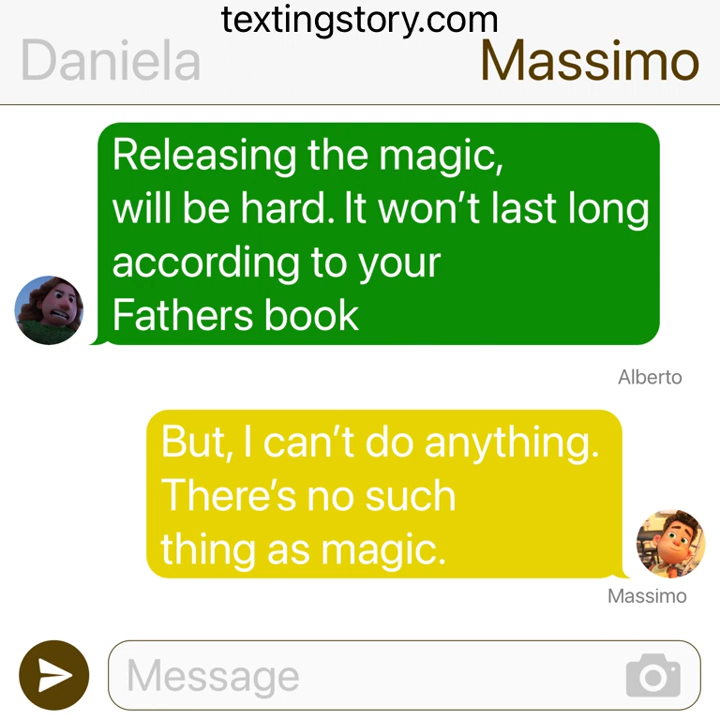 textingstory.com
Daniela Massimo
Releasing the magic,
will be hard. It won’t last long
according to your
Fathers book
Alberto
But, I can’t do anything.
There’s no such
thing as magic.
Massimo
Message